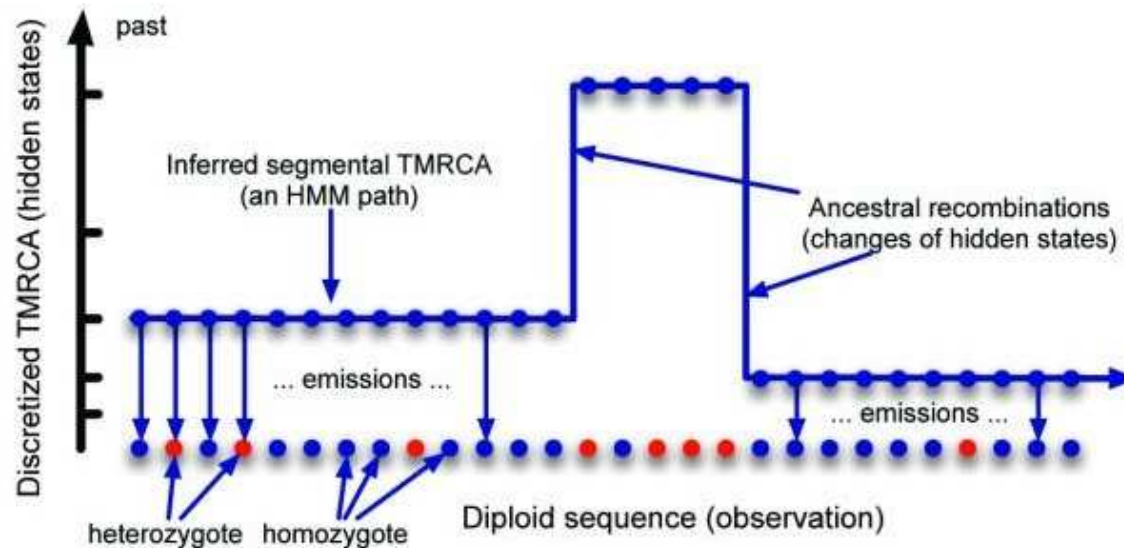 past
Discretized TMRCA (hidden states)
Inferred segmental TMRCA
(an HMM path)
Ancestral recombinations
(changes of hidden states)
... emissions ...
... emissions ...
heterozygote
homozygote
Diploid sequence (observation)